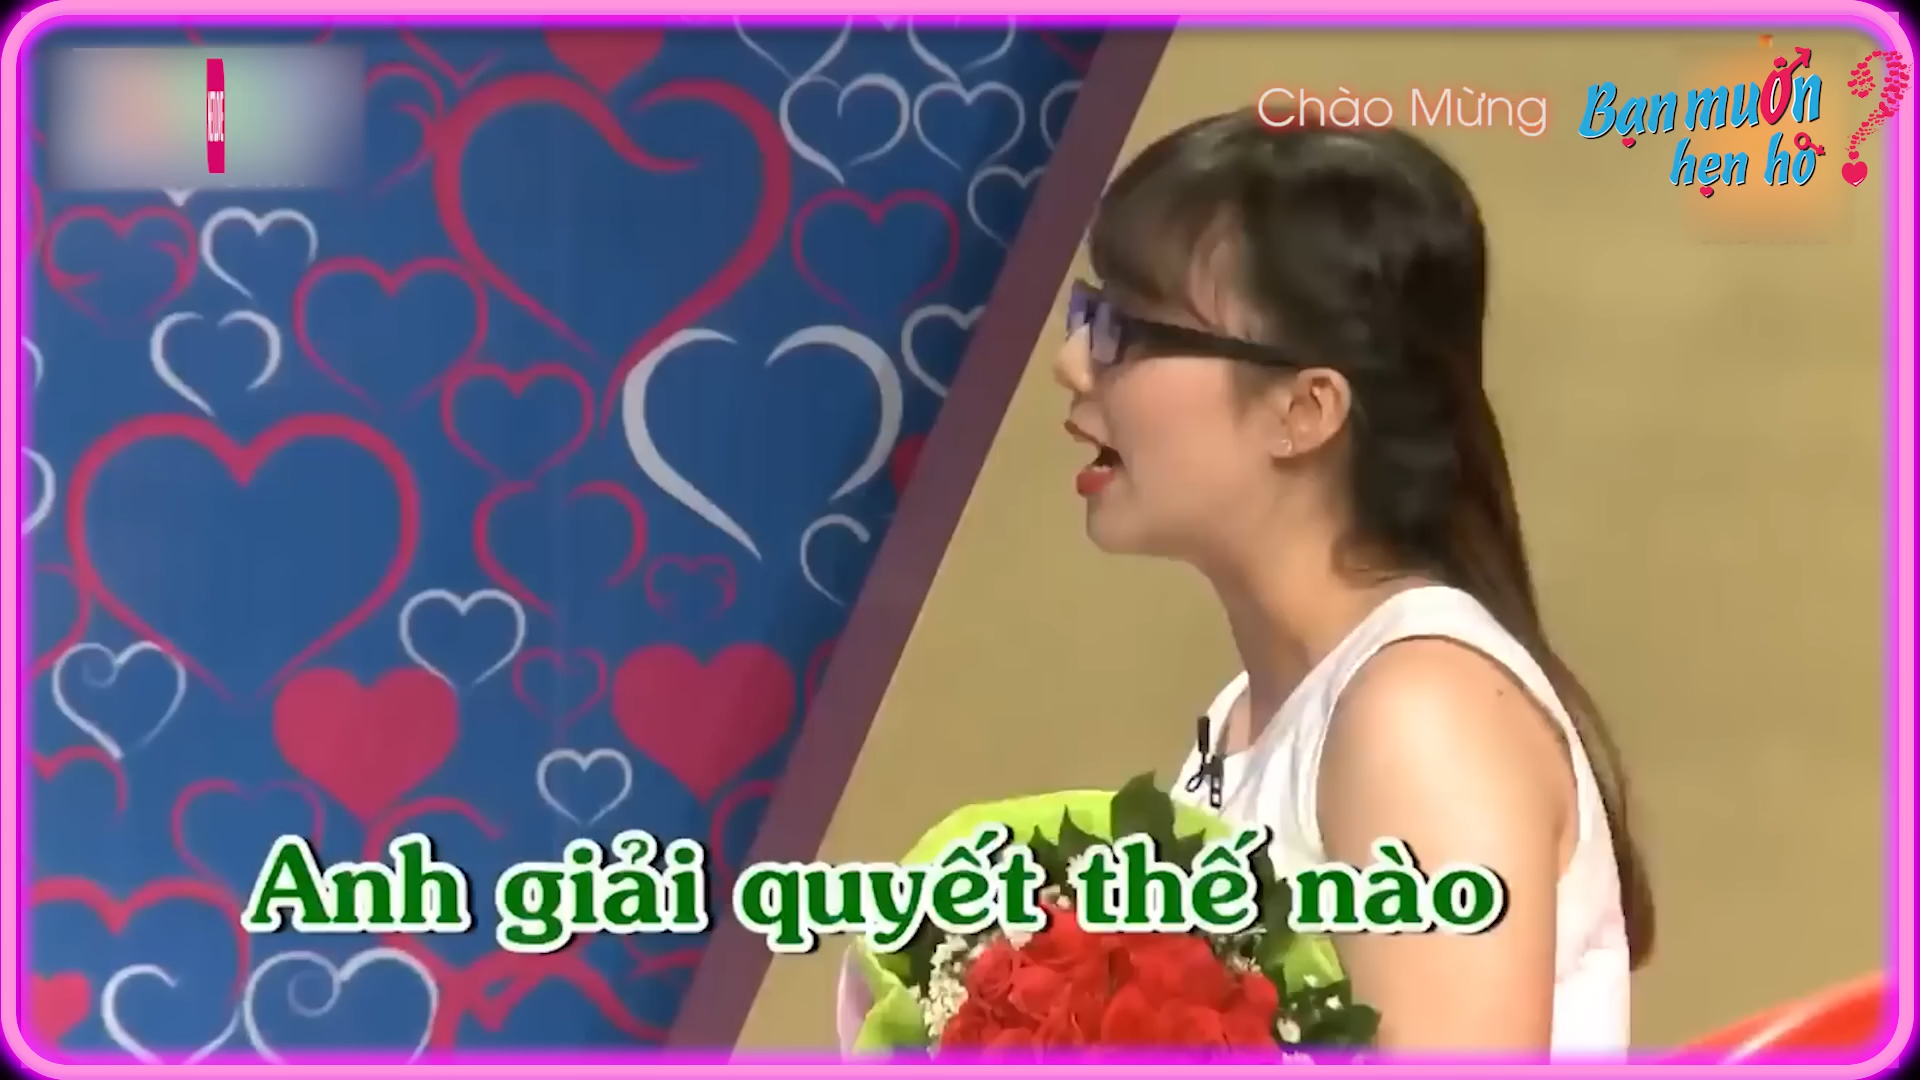 Chào Mừng
Bạn muốn
hẹn hò
?
Anh giải quyết thế nào